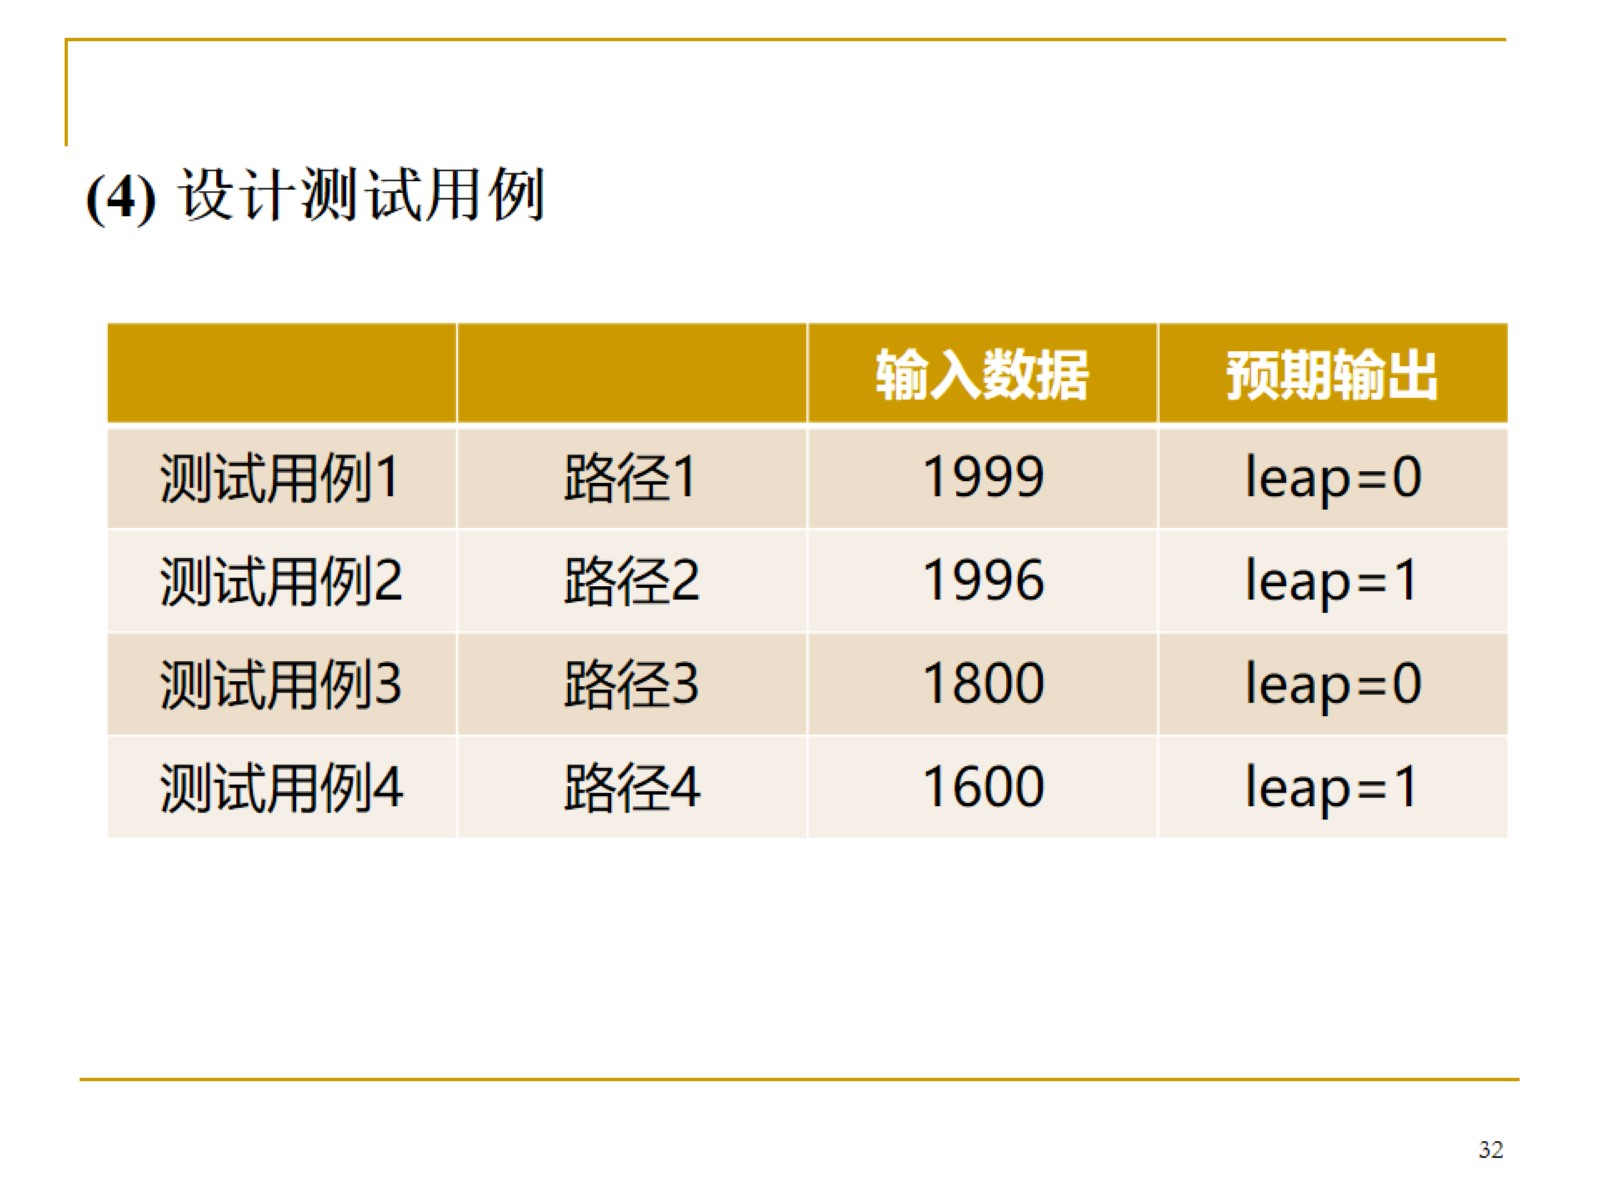 (4) 设计测试用例
输入数据 预期输出
测试用例1 路径1 1999 leap=0
测试用例2 路径2 1996 leap=1
测试用例3 路径3 1800 leap=0
测试用例4 路径4 1600 leap=1
32